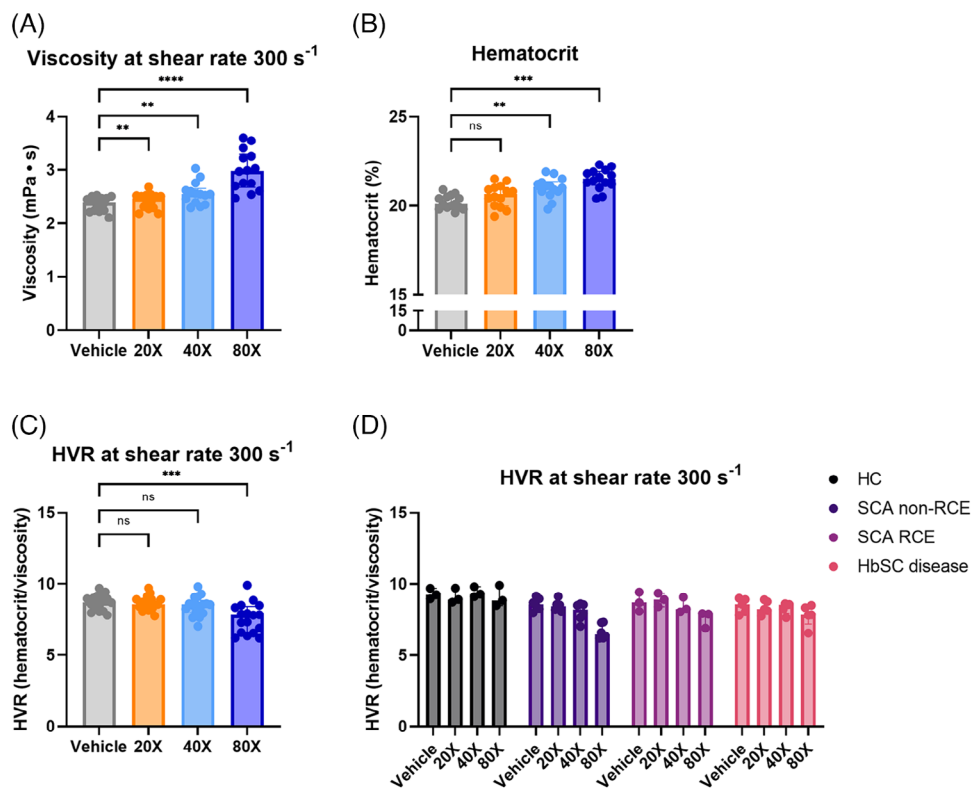 (A)
Viscosity at shear rate 300 s⁻¹
****
**
**
Viscosity (mPa • s)
5
4
3
2
1
0
Vehicle 20X 40X 80X
(B)
Hematocrit
***
**
ns
Hematocrit (%)
25
20
15
15
0
Vehicle 20X 40X 80X
(C)
HVR at shear rate 300 s⁻¹
***
ns
ns
HVR (hematocrit/viscosity)
15
10
5
0
Vehicle 20X 40X 80X
(D)
HVR at shear rate 300 s⁻¹
HVR (hematocrit/viscosity)
15
10
5
0
Vehicle 20X 40X 80X Vehicle 20X 40X 80X Vehicle 20X 40X 80X Vehicle 20X 40X 80X
HC
SCA non-RCE
SCA RCE
HbSC disease